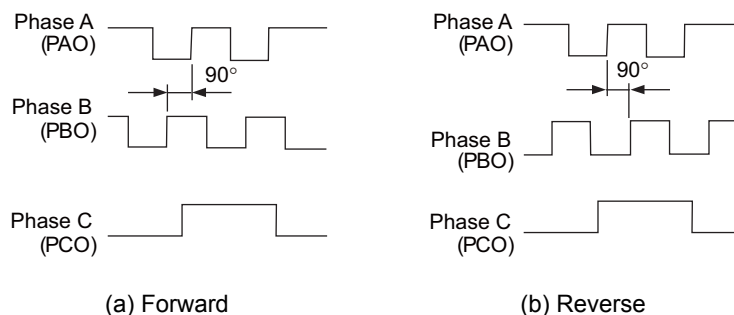 Phase A
(PAO)
90°
Phase B
(PBO)
Phase C
(PCO)
(a) Forward
Phase A
(PAO)
90°
Phase B
(PBO)
Phase C
(PCO)
(b) Reverse